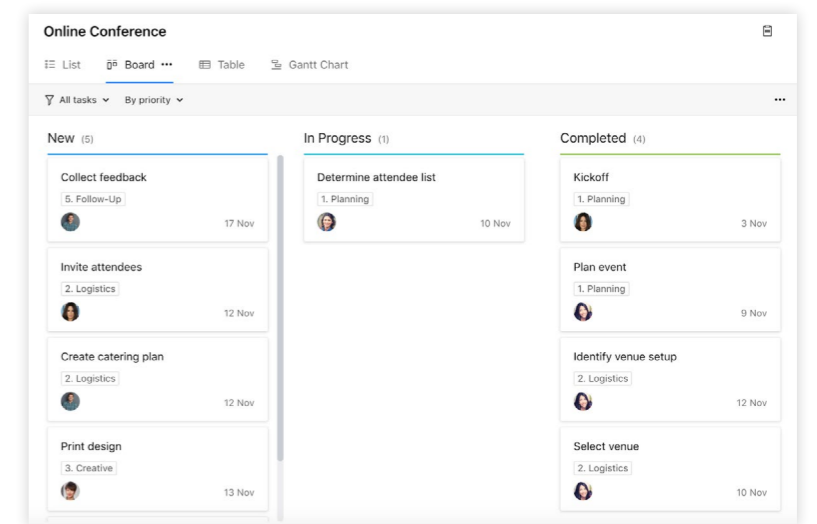 Online Conference
List
Board
Table
Gantt Chart
All tasks
By priority
New (5)
Collect feedback
5. Follow-Up
17 Nov
Invite attendees
2. Logistics
12 Nov
Create catering plan
2. Logistics
12 Nov
Print design
3. Creative
13 Nov
In Progress (1)
Determine attendee list
1. Planning
10 Nov
Completed (4)
Kickoff
1. Planning
3 Nov
Plan event
1. Planning
9 Nov
Identify venue setup
2. Logistics
12 Nov
Select venue
2. Logistics
10 Nov